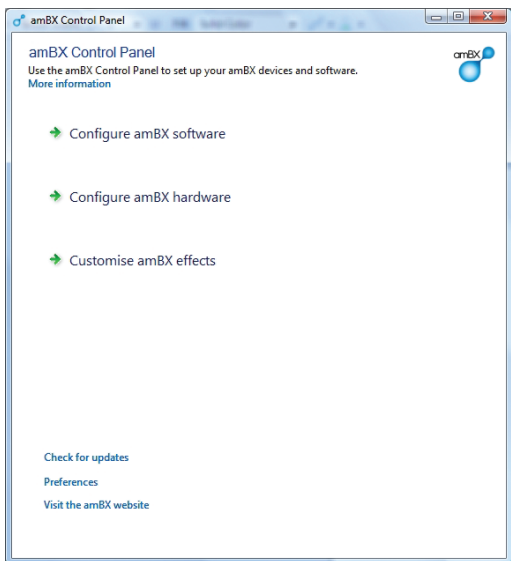 amBX Control Panel
amBX Control Panel
amBX
Use the amBX Control Panel to set up your amBX devices and software.
More information
Configure amBX software
Configure amBX hardware
Customise amBX effects
Check for updates
Preferences
Visit the amBX website